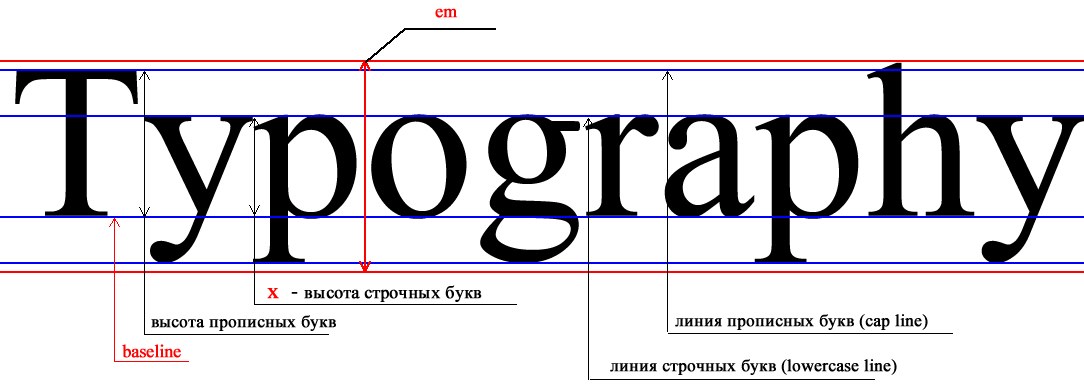 em
Typography
x - высота строчных букв
высота прописных букв
линия прописных букв (cap line)
baseline
линия строчных букв (lowercase line)